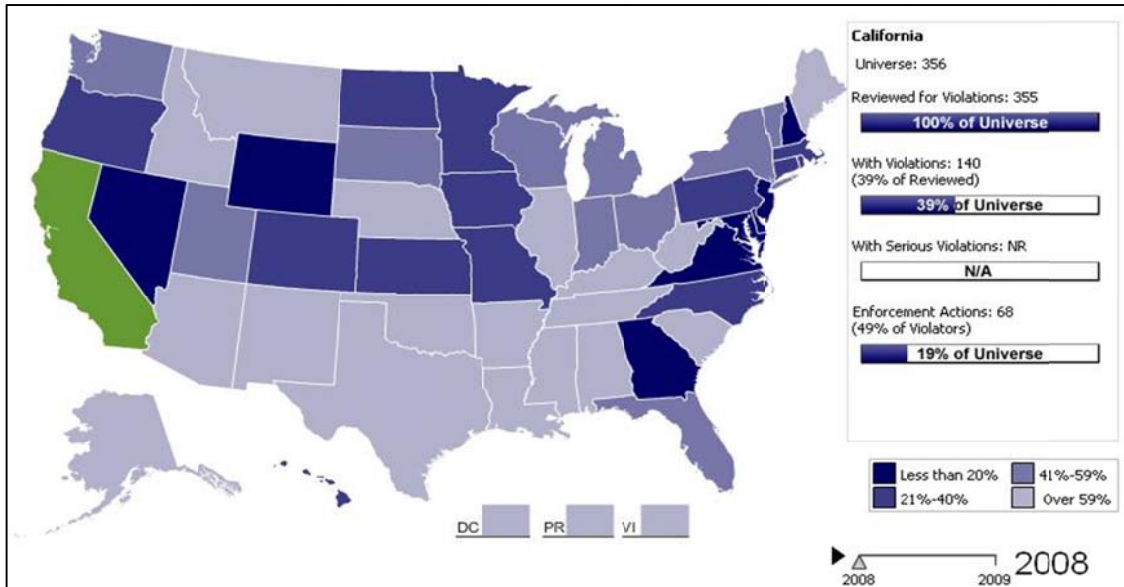 California
Universe: 356
Reviewed for Violations: 355
100% of Universe
With Violations: 140
(39% of Reviewed)
39% of Universe
With Serious Violations: NR
N/A
Enforcement Actions: 68
(49% of Violators)
19% of Universe
Less than 20%
41%-59%
21%-40%
Over 59%
DC
PR
VI
2008
2009
2008